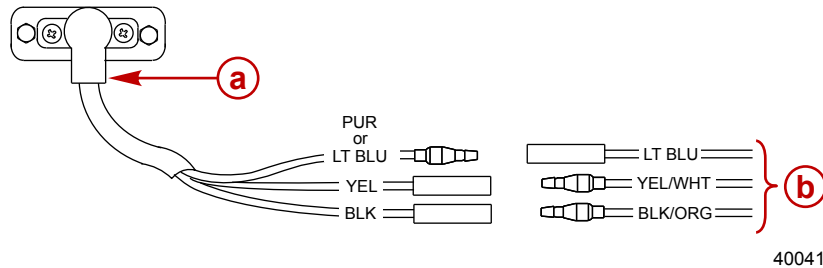 a
PUR
or
LT BLU
LT BLU
YEL
YEL/WHT
b
BLK
BLK/ORG
40041